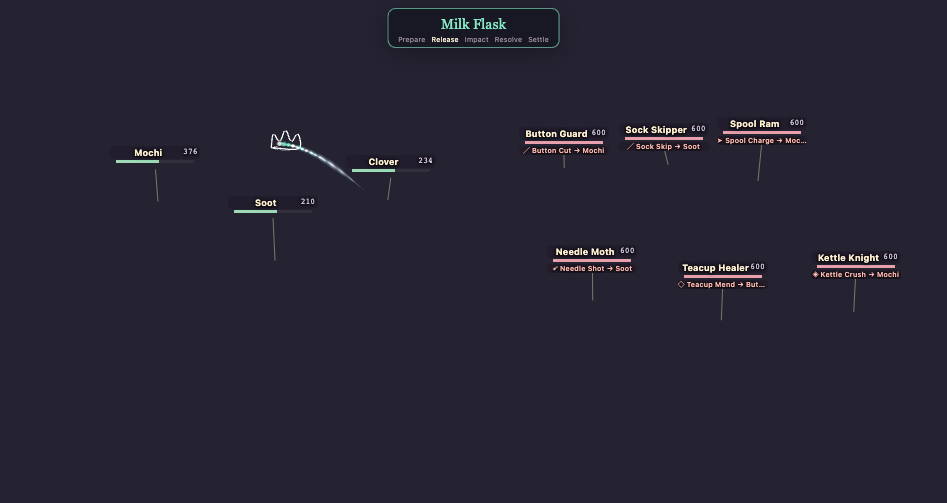 Milk Flask
Prepare Release Impact Resolve Settle
Mochi 376
Clover 234
Soot 210
Button Guard 600
Button Cut → Mochi
Sock Skipper 600
Sock Skip → Soot
Spool Ram 600
Spool Charge → Moc...
Needle Moth 600
Needle Shot → Soot
Teacup Healer 600
Teacup Mend → But...
Kettle Knight 600
Kettle Crush → Mochi